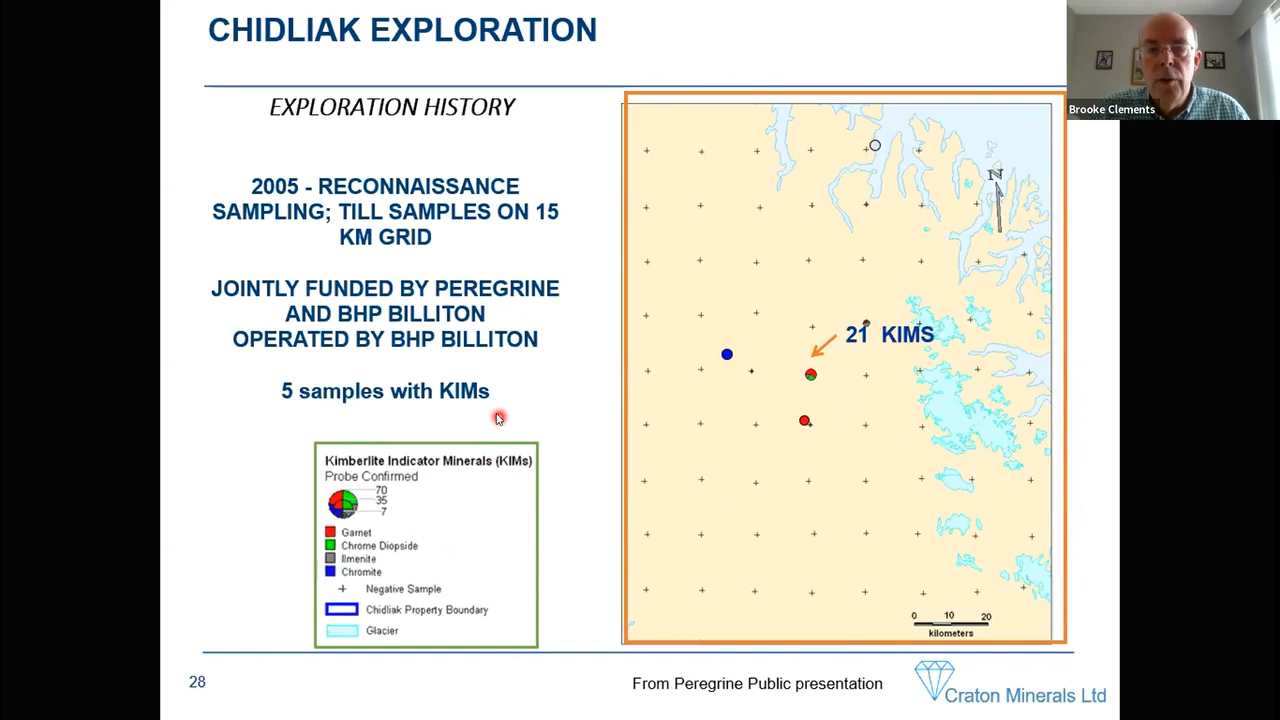 CHIDLIAK EXPLORATION
Brooke Clements
EXPLORATION HISTORY
2005 - RECONNAISSANCE
SAMPLING; TILL SAMPLES ON 15
KM GRID
JOINTLY FUNDED BY PEREGRINE
AND BHP BILLITON
OPERATED BY BHP BILLITON
5 samples with KIMs
Kimberlite Indicator Minerals (KIMs)
Probe Confirmed
70
35
7
Garnet
Chrome Diopside
Ilmenite
Chromite
Negative Sample
Chidliak Property Boundary
Glacier
N
21 KIMS
0 10 20
kilometers
28
From Peregrine Public presentation
Craton Minerals Ltd